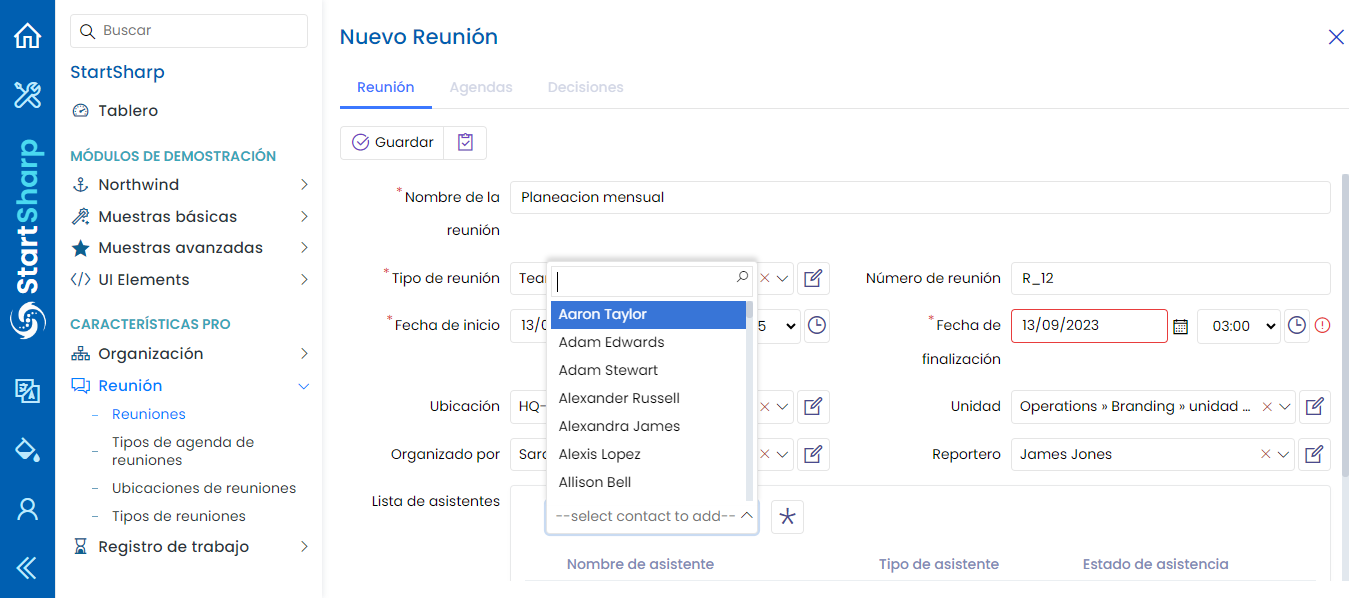 Buscar
StartSharp
Tablero
MÓDULOS DE DEMOSTRACIÓN
Northwind
Muestras básicas
Muestras avanzadas
UI Elements
CARACTERÍSTICAS PRO
Organización
Reunión
Reuniones
Tipos de agenda de
reuniones
Ubicaciones de reuniones
Tipos de reuniones
Registro de trabajo
StartSharp
Nuevo Reunión
Reunión Agendas Decisiones
Guardar
*Nombre de la
reunión
Planeacion mensual
*Tipo de reunión
Número de reunión R_12
*Fecha de inicio 13/0 5
*Fecha de
finalización
13/09/2023 03:00
Ubicación HQ-
Unidad Operations » Branding » unidad ...
Organizado por
Reportero James Jones
Lista de asistentes
Aaron Taylor
Adam Edwards
Adam Stewart
Alexander Russell
Alexandra James
Alexis Lopez
Allison Bell
--select contact to add--
Nombre de asistente Tipo de asistente Estado de asistencia